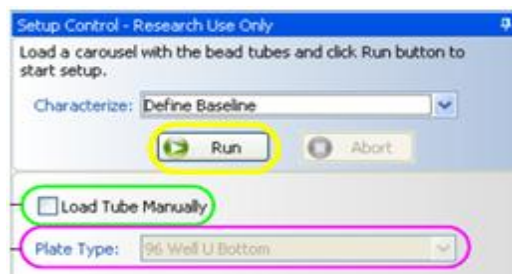 Setup Control - Research Use Only
Load a carousel with the bead tubes and click Run button to
start setup.
Characterize: Define Baseline
Run Abort
Load Tube Manually
Plate Type: 96 Well U Bottom